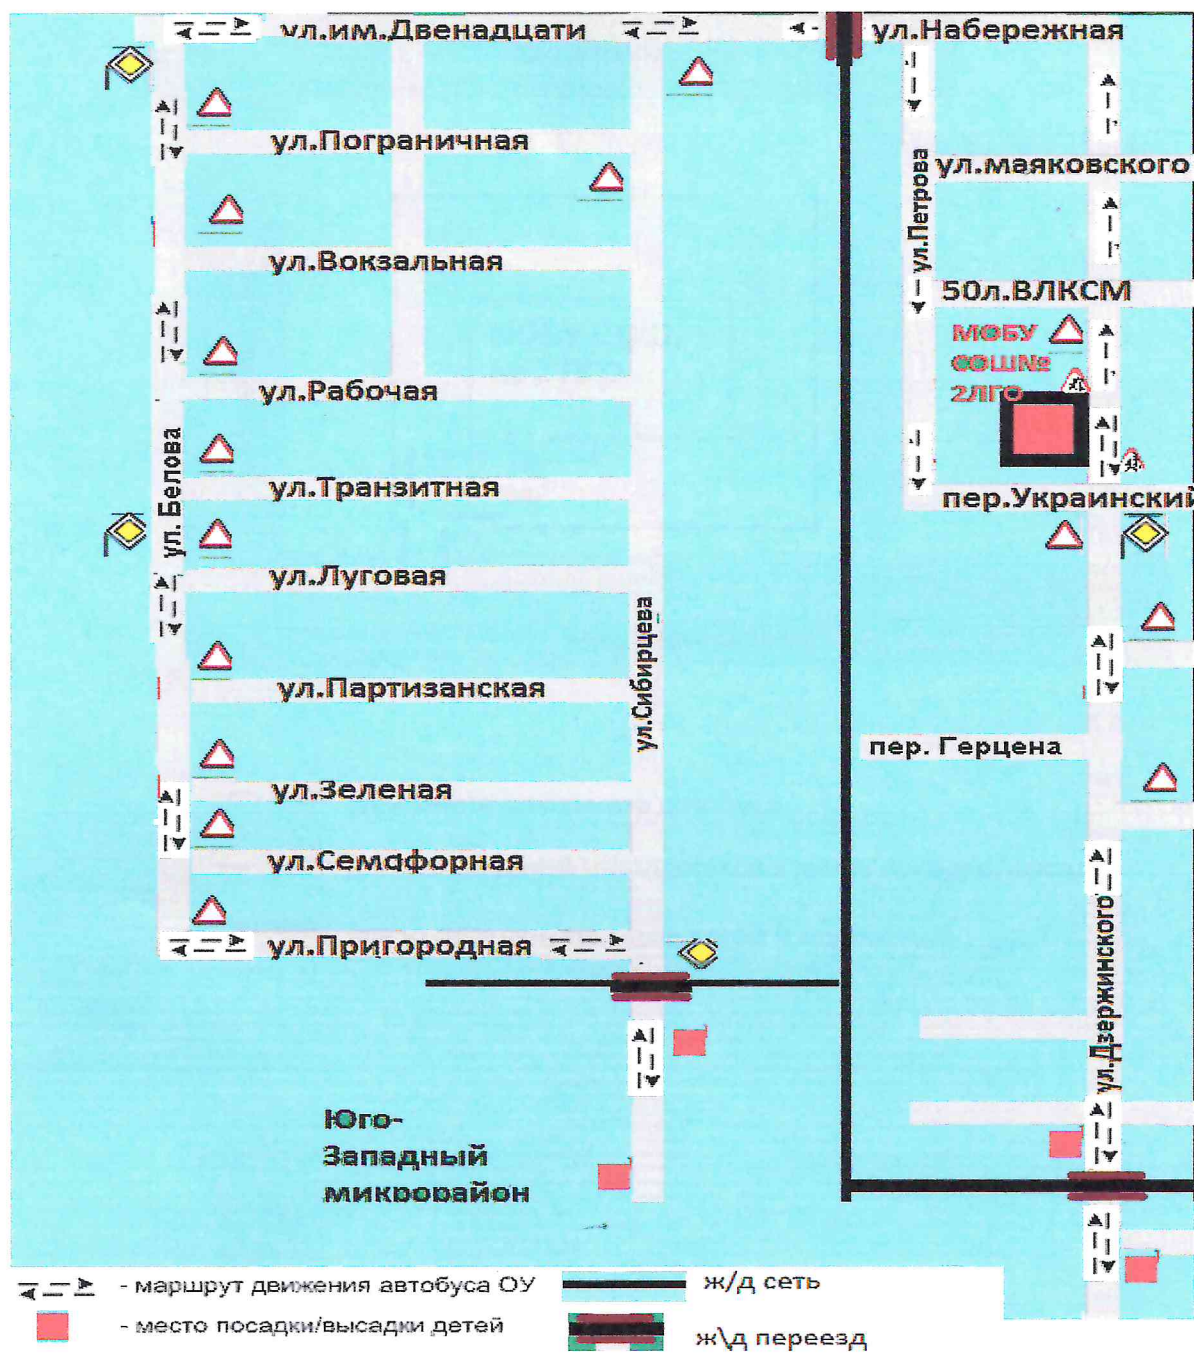 ул.им.Двенадцати
ул.Набережная
ул.Пограничная
ул.маяковского
ул.Петрова
ул.Вокзальная
50л.ВЛКСМ
МОБУ
СОШ№
2ЛГО
ул.Рабочая
ул. Белова
ул.Транзитная
пер.Украинский
ул.Луговая
ул.Сибирцева
ул.Партизанская
пер. Герцена
ул.Зеленая
ул.Семафорная
ул.Пригородная
ул.Дзержинского
Юго-
Западный
микрорайон
- маршрут движения автобуса ОУ
ж/д сеть
- место посадки/высадки детей
ж\д переезд